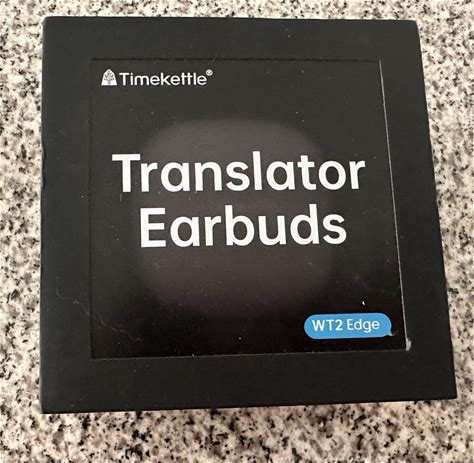 Timekettle®
Translator
Earbuds
WT2 Edge